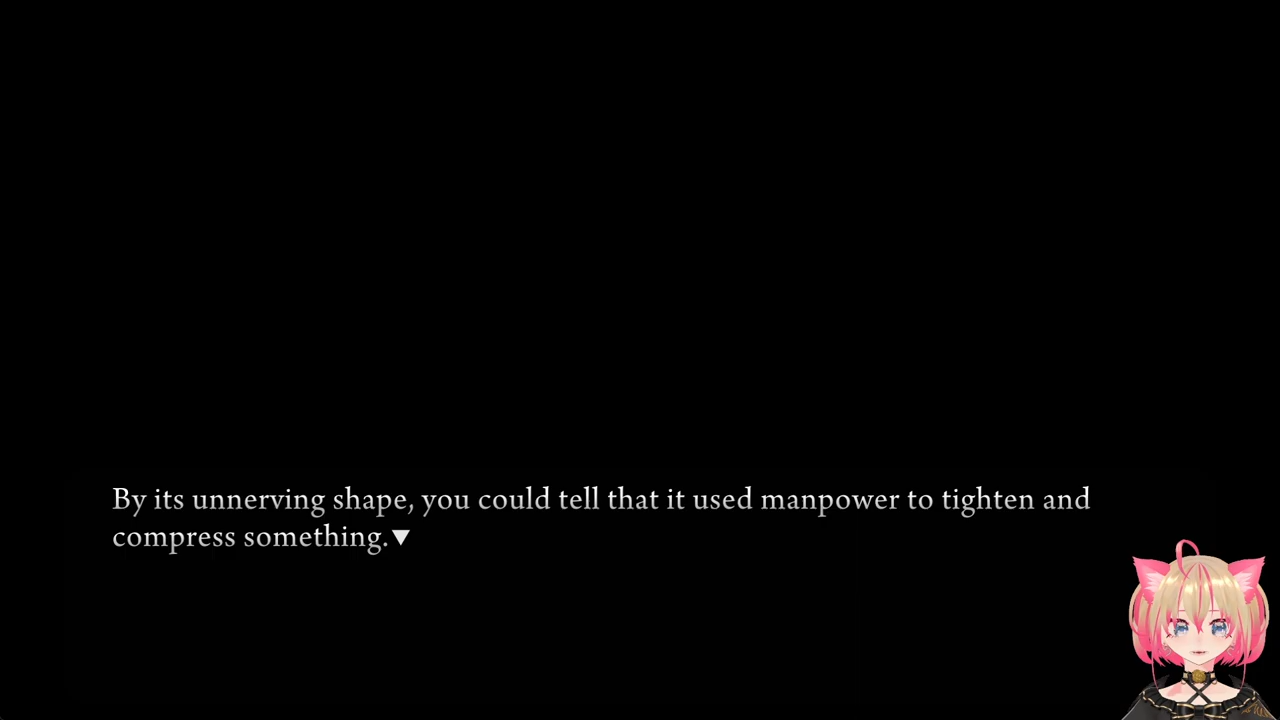 By its unnerving shape, you could tell that it used manpower to tighten and
compress something.▼